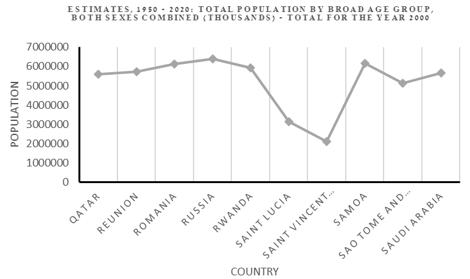 ESTIMATES, 1950 - 2020: TOTAL POPULATION BY BROAD AGE GROUP,
BOTH SEXES COMBINED (THOUSANDS) - TOTAL FOR THE YEAR 2000
7000000
6000000
5000000
4000000
3000000
2000000
1000000
0
POPULATION
QATAR
REUNION
ROMANIA
RUSSIA
RWANDA
SAINT LUCIA
SAINT VINCENT...
SAMOA
SAO TOME AND...
SAUDI ARABIA
COUNTRY